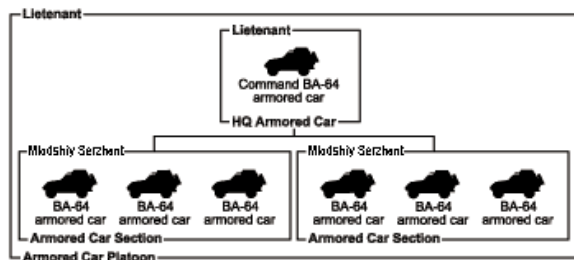 Lietenant
Lietenant
Command BA-64
armored car
HQ Armored Car
Mladshiy Serzhant
BA-64
armored car
BA-64
armored car
BA-64
armored car
Armored Car Section
Mladshiy Serzhant
BA-64
armored car
BA-64
armored car
BA-64
armored car
Armored Car Section
Armored Car Platoon